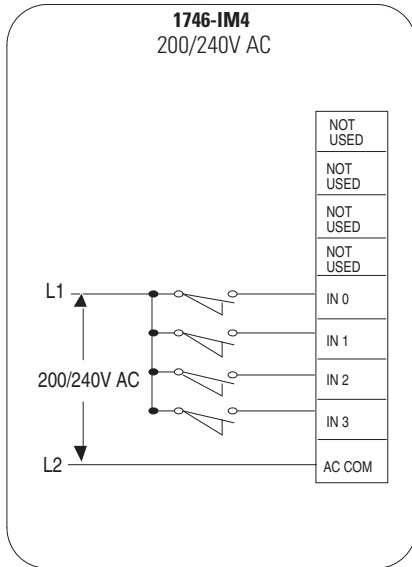 1746-IM4
200/240V AC
NOT
USED
NOT
USED
NOT
USED
NOT
USED
L1
IN 0
IN 1
200/240V AC
IN 2
IN 3
L2
AC COM